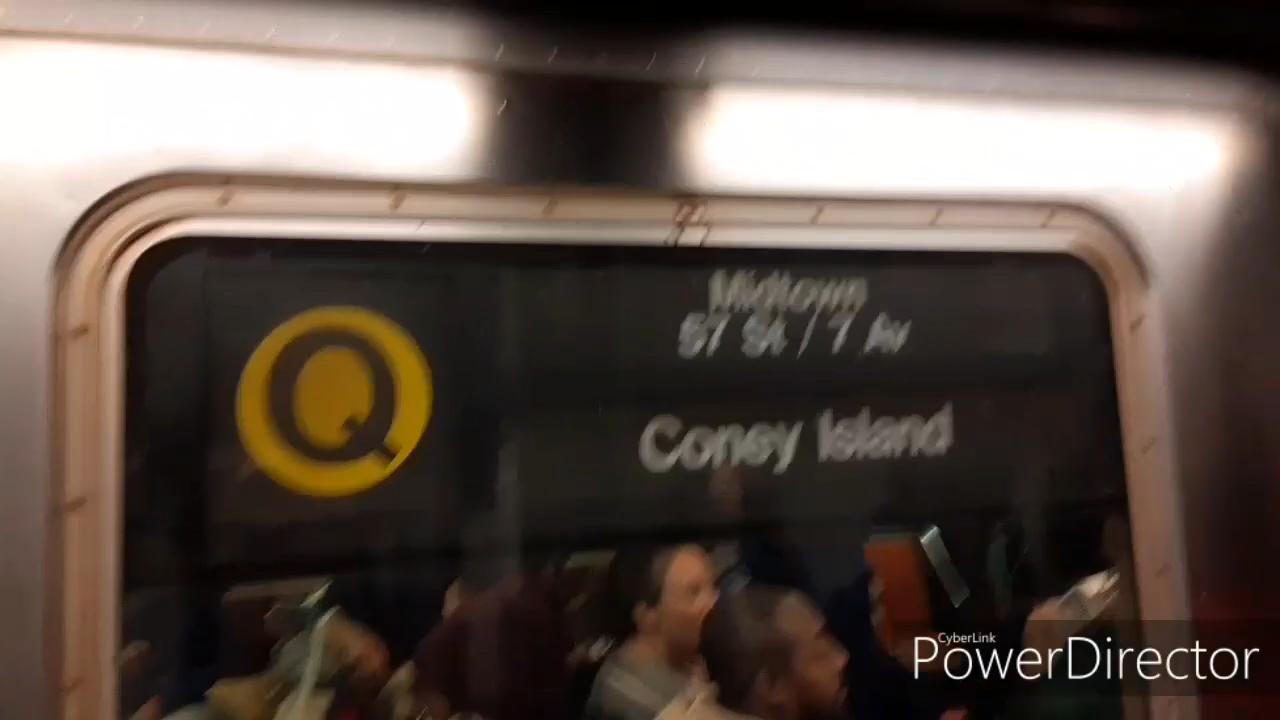 Q
Midtown
57 St / 7 Av
Coney Island
CyberLink
PowerDirector